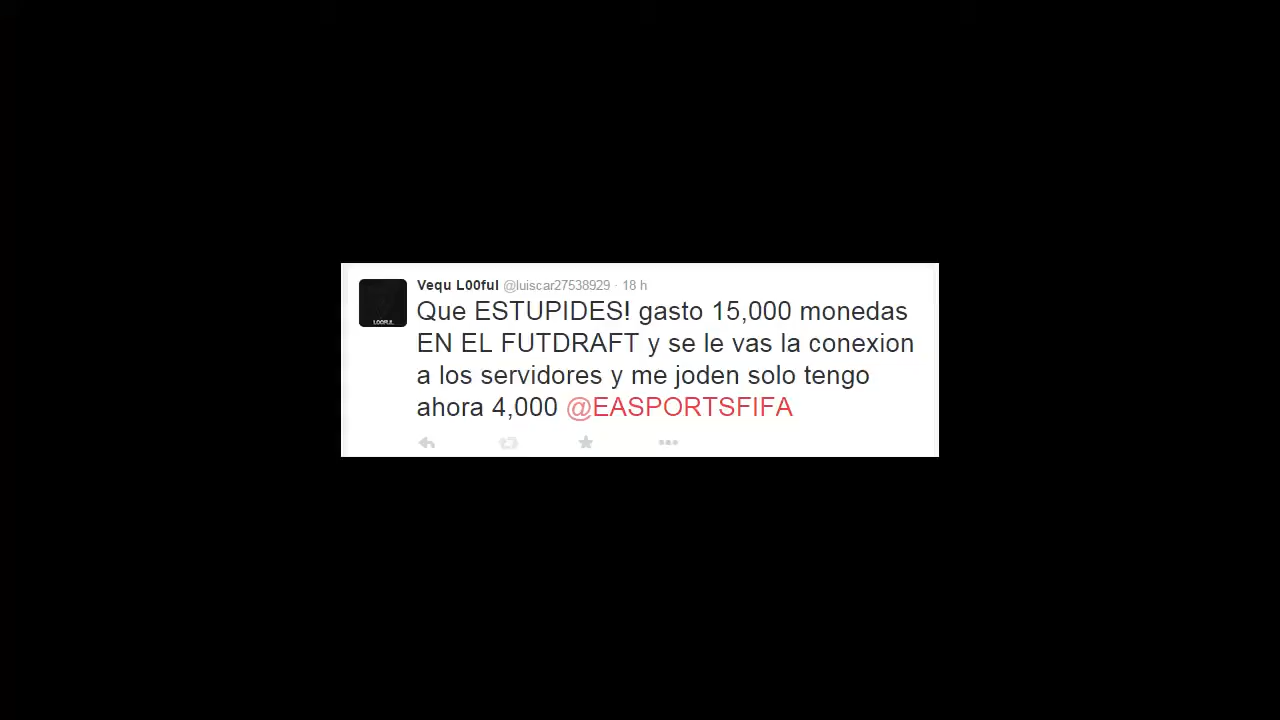 Vequ L00ful @luiscar27538929 · 18 h
Que ESTUPIDES! gasto 15,000 monedas
EN EL FUTDRAFT y se le vas la conexion
a los servidores y me joden solo tengo
ahora 4,000 @EASPORTSFIFA